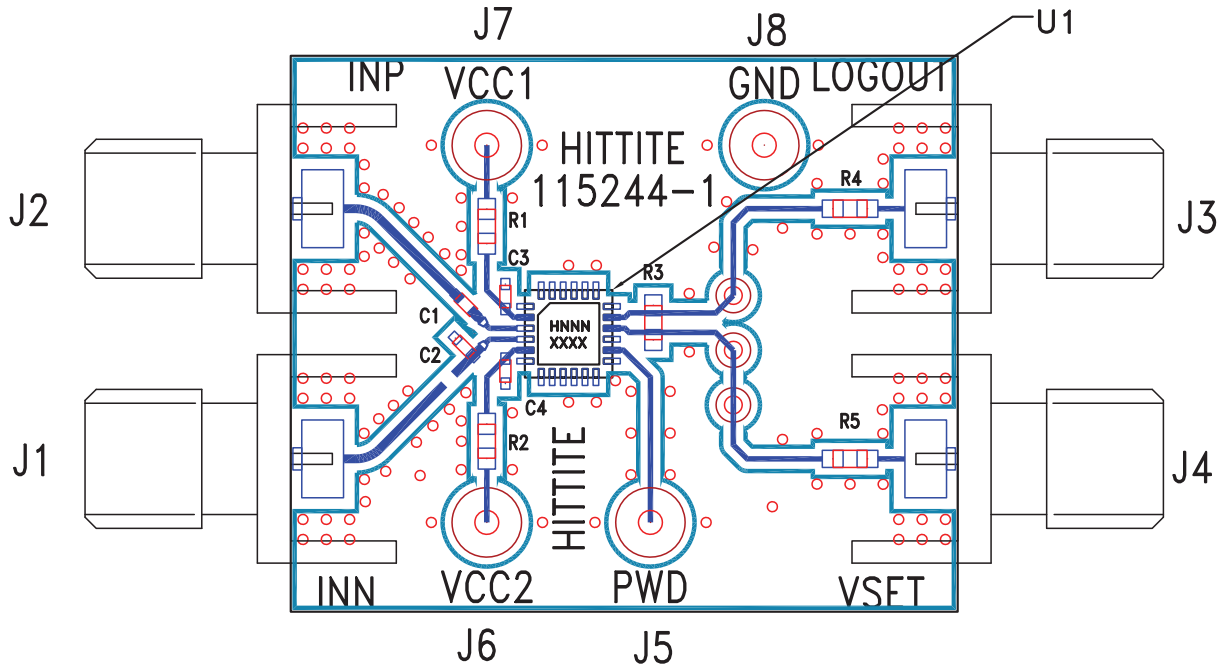 J7
J8
U1
INP
VCC1
GND
LOGOUT
HITTITE
115244-1
J2
J3
R1
R4
C3
R3
C1
HNNN
XXXX
C2
C4
R2
R5
HITTITE
J1
J4
INN
VCC2
PWD
VSET
J6
J5